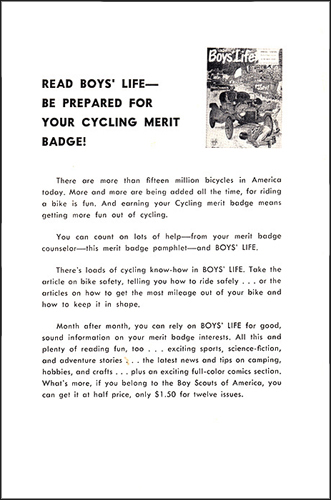 Boys' Life
READ BOYS' LIFE—
BE PREPARED FOR
YOUR CYCLING MERIT
BADGE!
There are more than fifteen million bicycles in America
today. More and more are being added all the time, for riding
a bike is fun. And earning your Cycling merit badge means
getting more fun out of cycling.
You can count on lots of help—from your merit badge
counselor—this merit badge pamphlet—and BOYS' LIFE.
There's loads of cycling know-how in BOYS' LIFE. Take the
article on bike safety, telling you how to ride safely . . . or the
articles on how to get the most mileage out of your bike and
how to keep it in shape.
Month after month, you can rely on BOYS' LIFE for good,
sound information on your merit badge interests. All this and
plenty of reading fun, too . . . exciting sports, science-fiction,
and adventure stories . . . the latest news and tips on camping,
hobbies, and crafts . . . plus an exciting full-color comics section.
What's more, if you belong to the Boy Scouts of America, you
can get it at half price, only $1.50 for twelve issues.